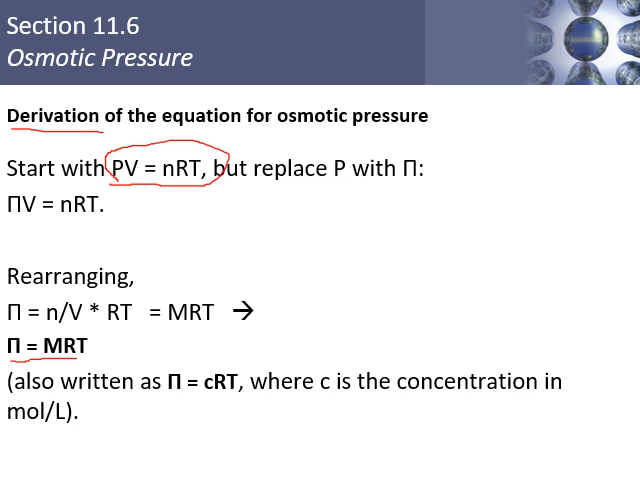 Section 11.6
Osmotic Pressure
Derivation of the equation for osmotic pressure
Start with PV = nRT, but replace P with Π:
ΠV = nRT.
Rearranging,
Π = n/V * RT = MRT →
Π = MRT
(also written as Π = cRT, where c is the concentration in
mol/L).